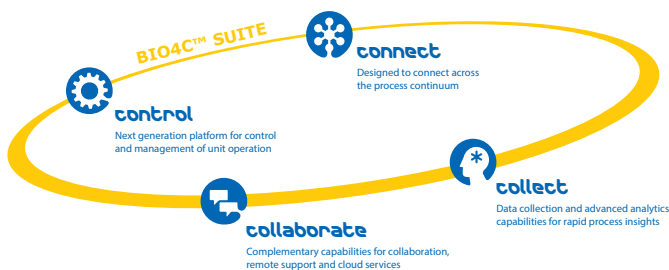 BIO4C™ SUITE
connect
Designed to connect across
the process continuum
control
Next generation platform for control
and management of unit operation
collect
Data collection and advanced analytics
capabilities for rapid process insights
collaborate
Complementary capabilities for collaboration,
remote support and cloud services